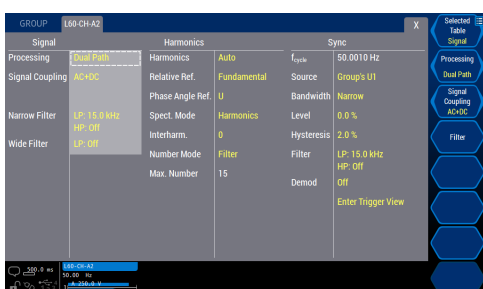 GROUP L60-CH-A2 X
Signal Harmonics Sync
Processing Dual Path Harmonics Auto fcycle 50.0010 Hz
Signal Coupling AC+DC Relative Ref. Fundamental Source Group's U1
Phase Angle Ref. U Bandwidth Narrow
Narrow Filter LP: 15.0 kHz Spect. Mode Harmonics Level 0.0 %
HP: Off
Interharm. 0 Hysteresis 2.0 %
Wide Filter LP: Off
Number Mode Filter Filter LP: 15.0 kHz
HP: Off
Max. Number 15 Demod Off
Enter Trigger View
Selected
Table
Signal
Processing
Dual Path
Signal
Coupling
AC+DC
Filter
500.0 ms L60-CH-A2
50.00 Hz
A 250.0 V